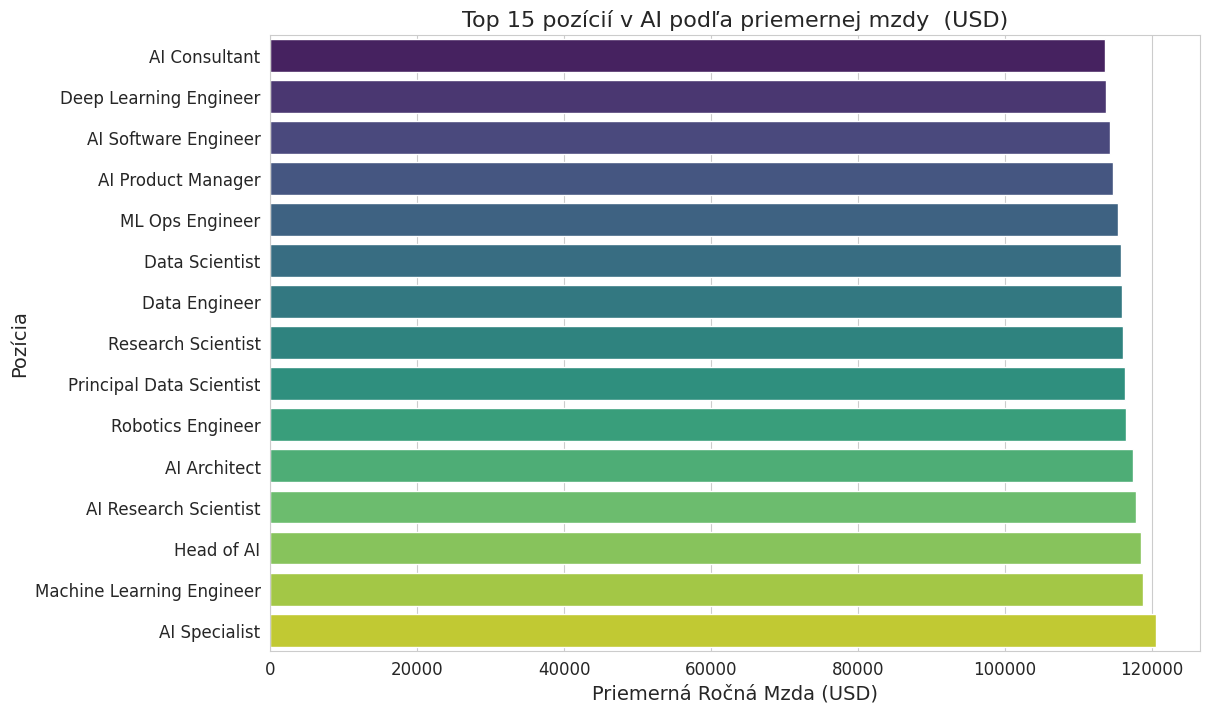 Top 15 pozícií v AI podľa priemernej mzdy  (USD)
Pozícia
AI Consultant
Deep Learning Engineer
AI Software Engineer
AI Product Manager
ML Ops Engineer
Data Scientist
Data Engineer
Research Scientist
Principal Data Scientist
Robotics Engineer
AI Architect
AI Research Scientist
Head of AI
Machine Learning Engineer
AI Specialist
0 20000 40000 60000 80000 100000 120000
Priemerná Ročná Mzda (USD)